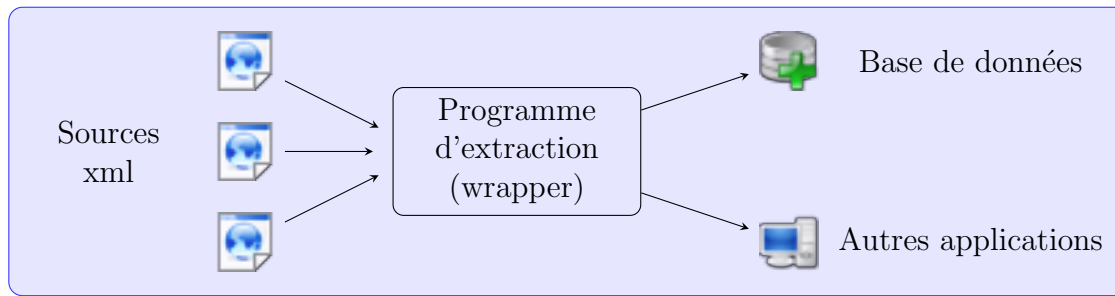 Sources
xml
Programme
d'extraction
(wrapper)
Base de données
Autres applications